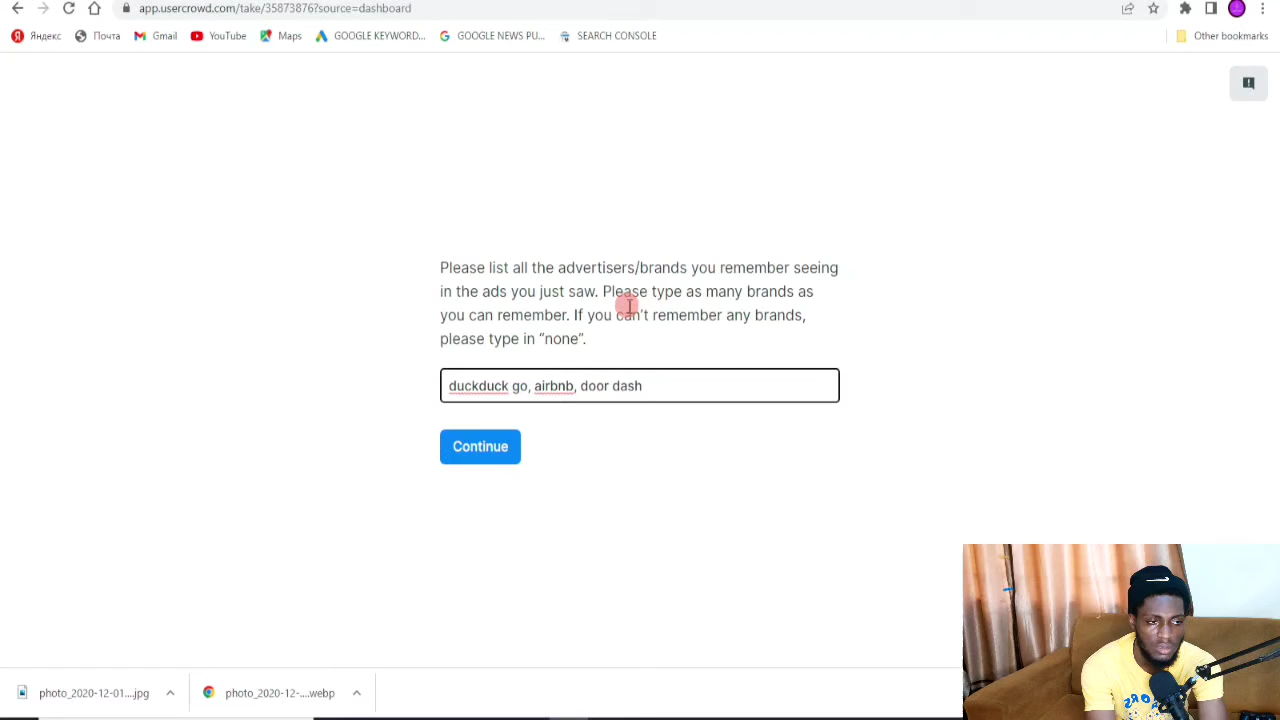 app.usercrowd.com/take/35873876?source=dashboard
Яндекс Почта Gmail YouTube Maps GOOGLE KEYWORD... GOOGLE NEWS PU... SEARCH CONSOLE Other bookmarks
Please list all the advertisers/brands you remember seeing
in the ads you just saw. Please type as many brands as
you can remember. If you can't remember any brands,
please type in “none”.
duckduck go, airbnb, door dash
Continue
photo_2020-12-01....jpg photo_2020-12-....webp